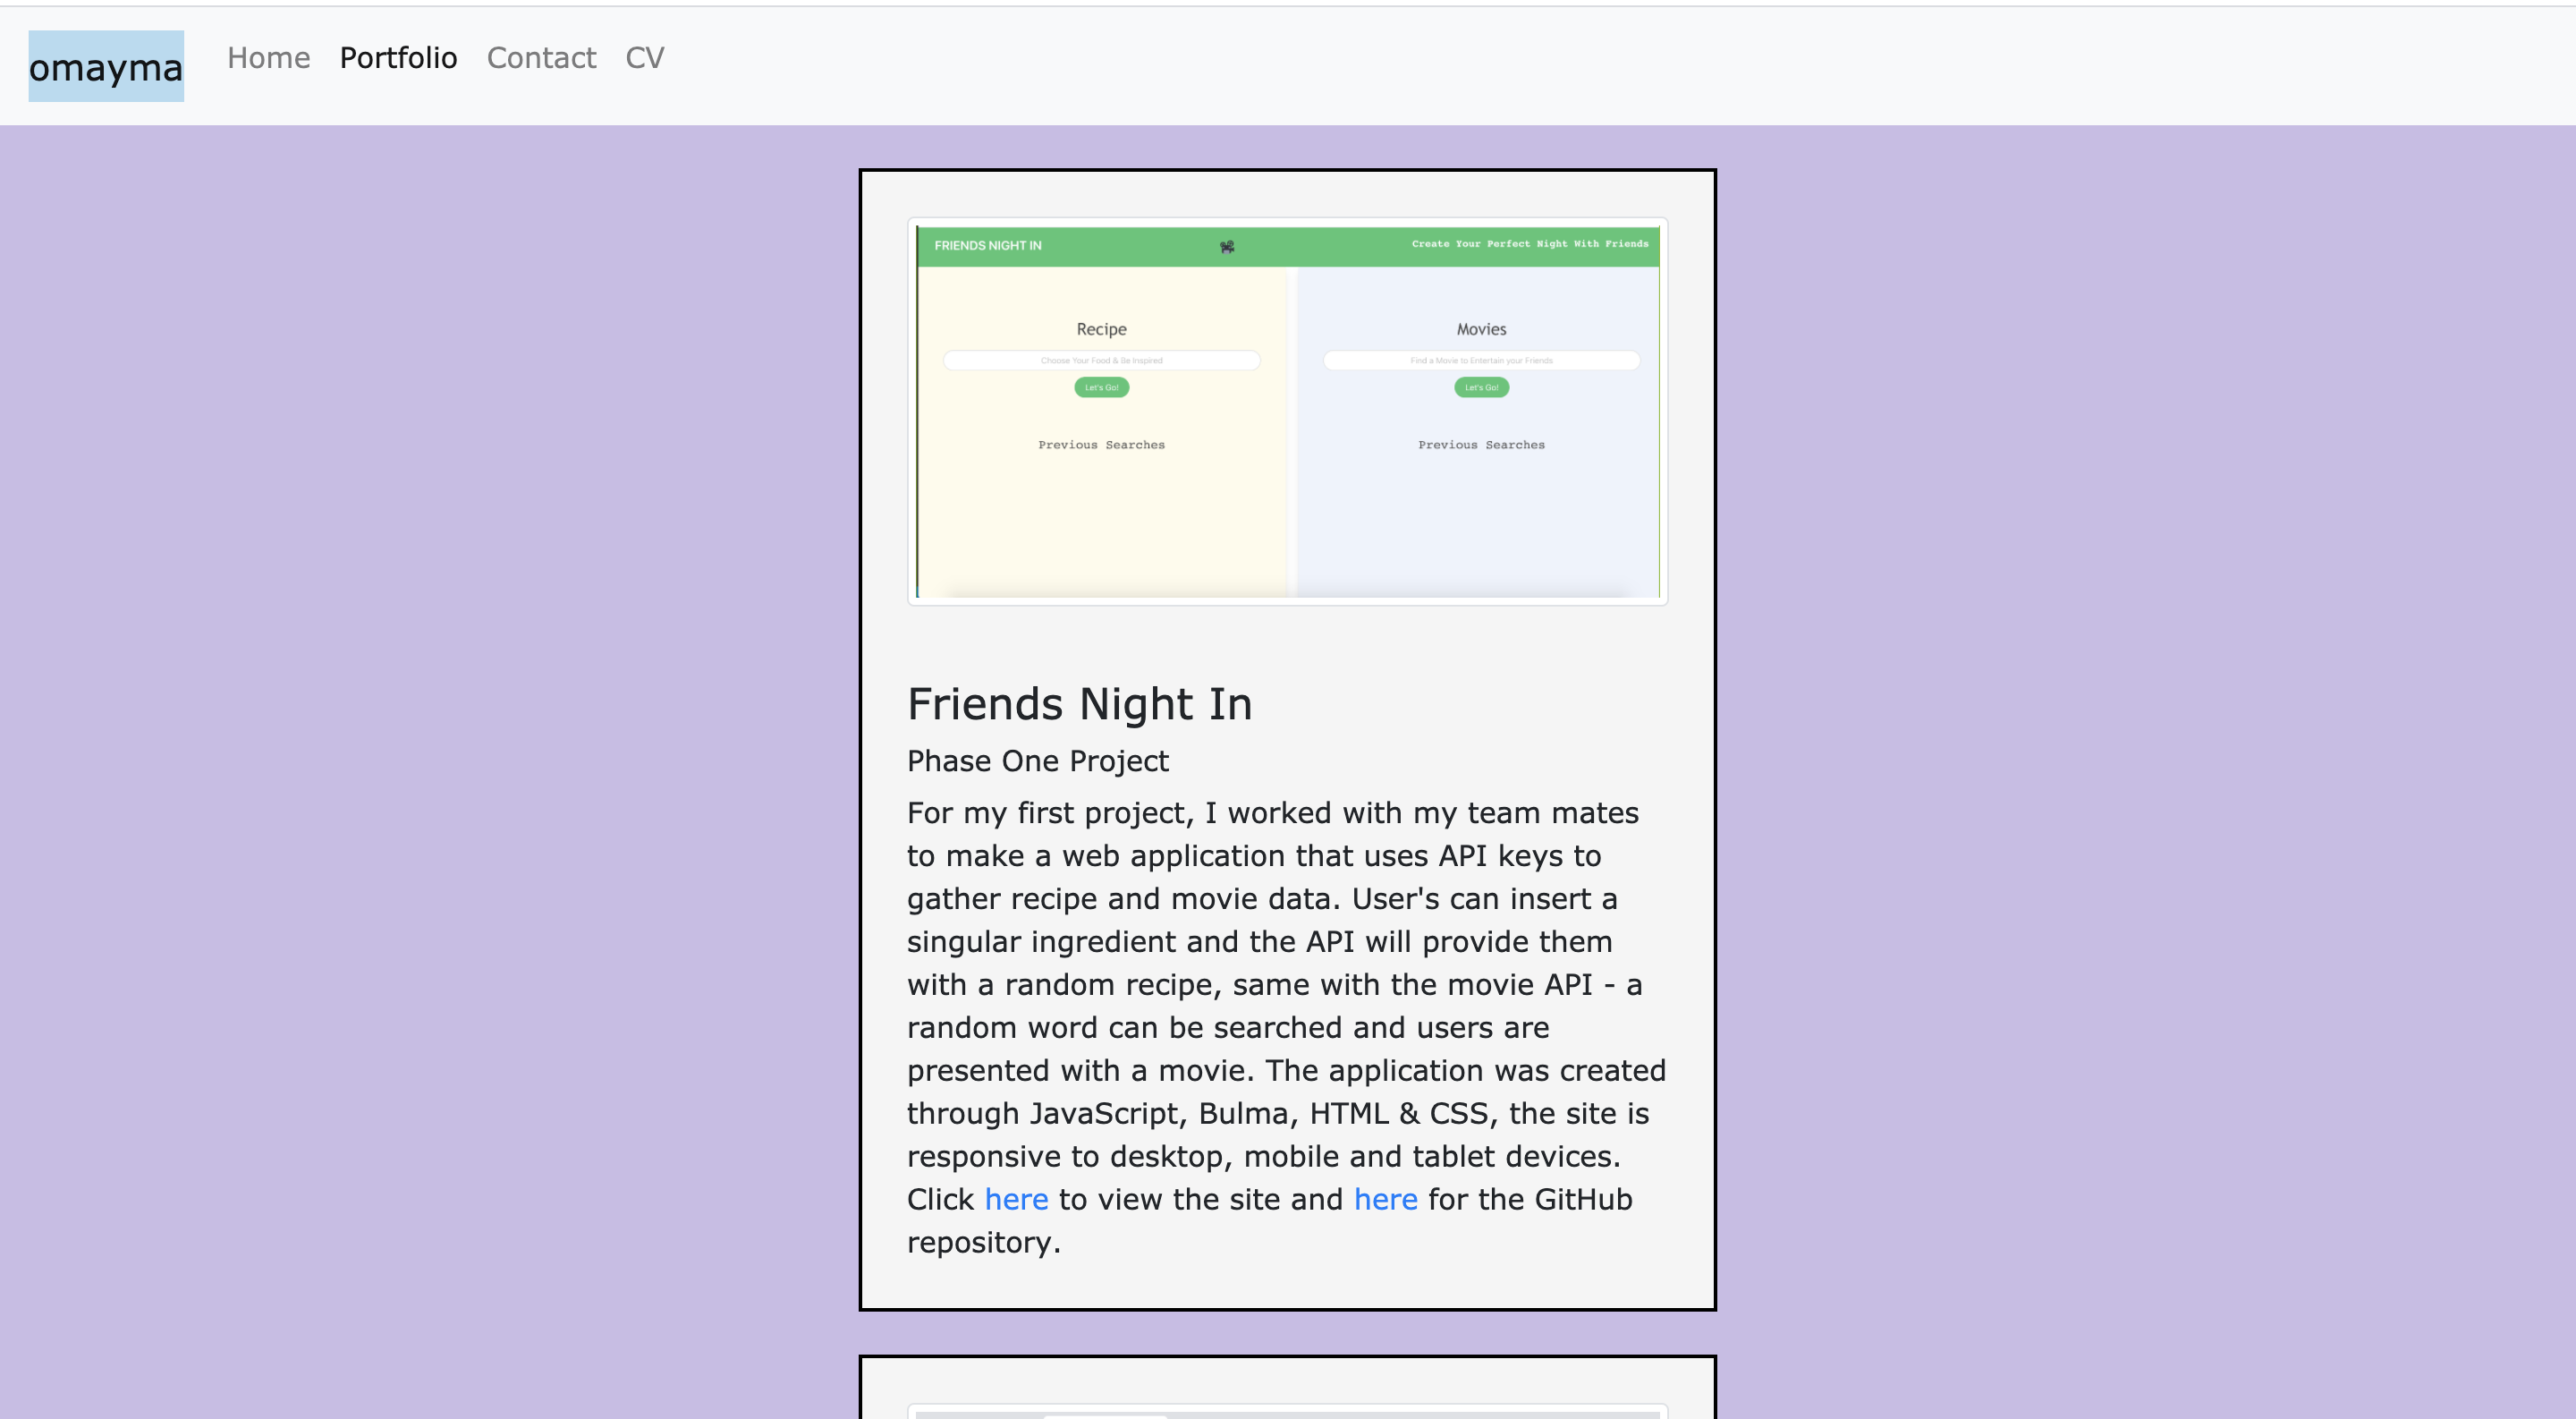 omayma
Home Portfolio Contact CV
FRIENDS NIGHT IN
Create Your Perfect Night With Friends
Recipe
Choose Your Food & Be Inspired
Let's Go!
Previous Searches
Movies
Find a Movie to Entertain your Friends
Let's Go!
Previous Searches
Friends Night In
Phase One Project
For my first project, I worked with my team mates
to make a web application that uses API keys to
gather recipe and movie data. User's can insert a
singular ingredient and the API will provide them
with a random recipe, same with the movie API - a
random word can be searched and users are
presented with a movie. The application was created
through JavaScript, Bulma, HTML & CSS, the site is
responsive to desktop, mobile and tablet devices.
Click here to view the site and here for the GitHub
repository.